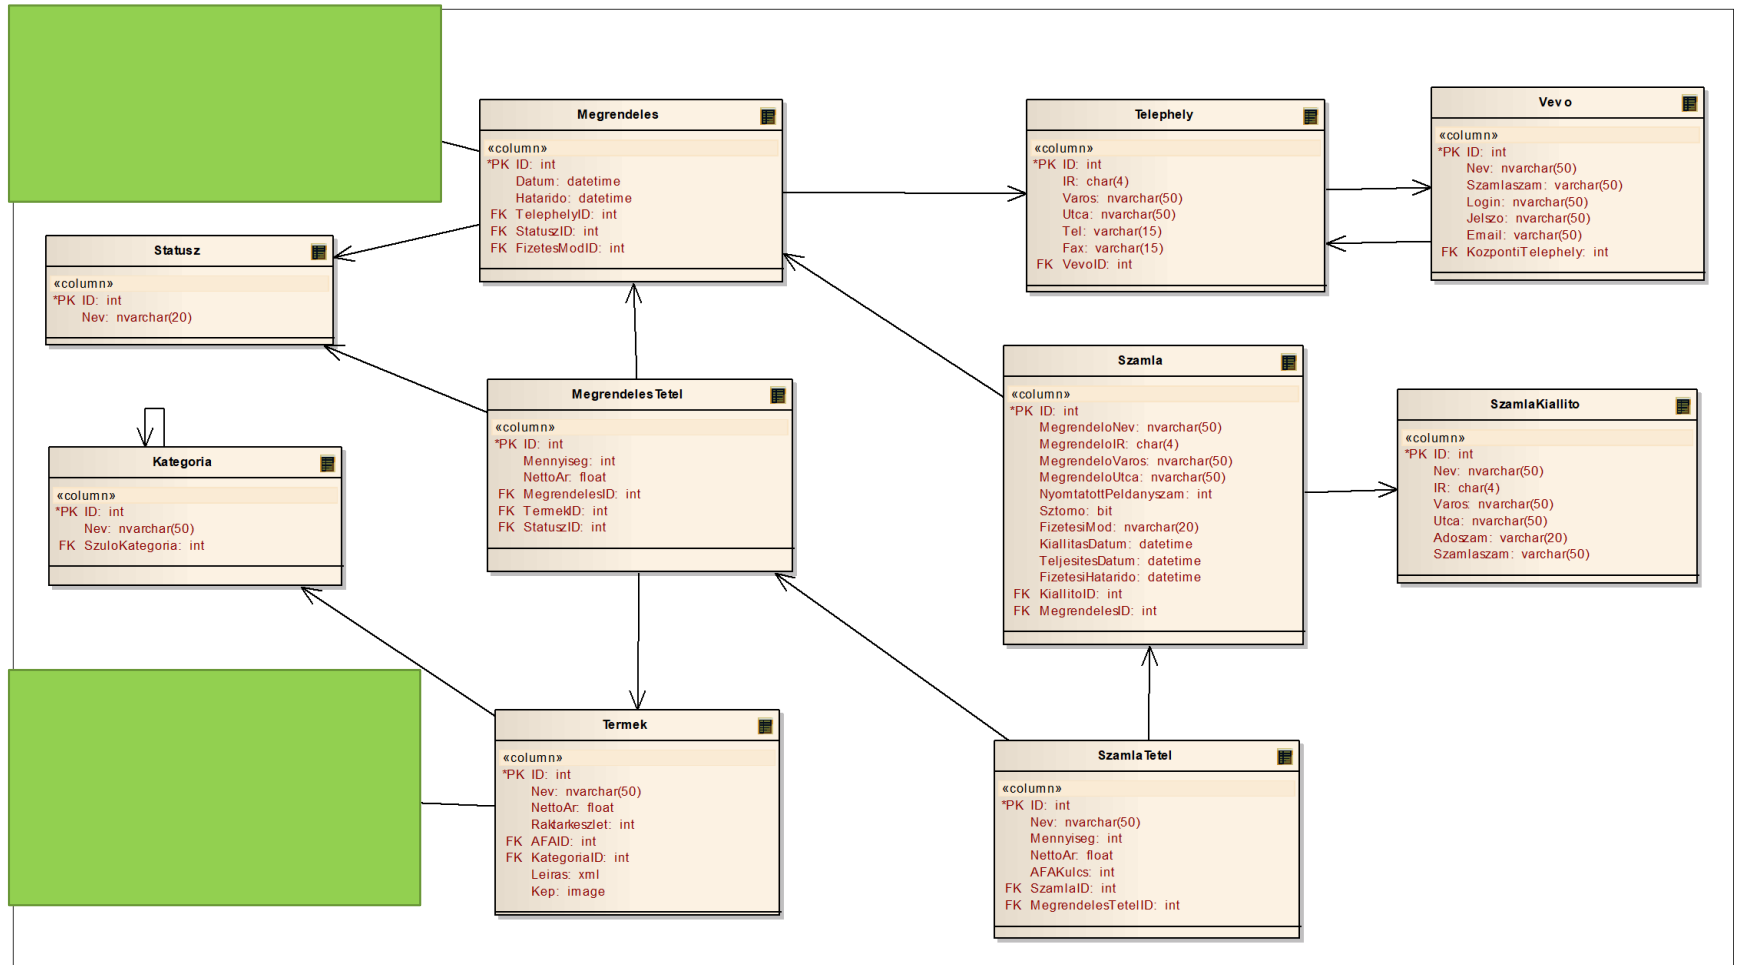 Megrendeles
«column»
*PK ID: int
Datum: datetime
Hatarido: datetime
FK TelephelyID: int
FK StatuszID: int
FK FizetesModID: int
Telephely
«column»
*PK ID: int
IR: char(4)
Varos: nvarchar(50)
Utca: nvarchar(50)
Tel: varchar(15)
Fax: varchar(15)
FK VevoID: int
Vevo
«column»
*PK ID: int
Nev: nvarchar(50)
Szamlaszam: varchar(50)
Login: nvarchar(50)
Jelszo: nvarchar(50)
Email: varchar(50)
FK KozpontiTelephely: int
Statusz
«column»
*PK ID: int
Nev: nvarchar(20)
MegrendelesTetel
«column»
*PK ID: int
Mennyiseg: int
NettoAr: float
FK MegrendelesID: int
FK TermekID: int
FK StatuszID: int
Szamla
«column»
*PK ID: int
MegrendeloNev: nvarchar(50)
MegrendeloIR: char(4)
MegrendeloVaros: nvarchar(50)
MegrendeloUtca: nvarchar(50)
NyomtatottPeldanyszam: int
Sztorno: bit
FizetesiMod: nvarchar(20)
KiallitasDatum: datetime
TeljesitesDatum: datetime
FizetesiHatarido: datetime
FK KiallitoID: int
FK MegrendelesID: int
SzamlaKiallito
«column»
*PK ID: int
Nev: nvarchar(50)
IR: char(4)
Varos: nvarchar(50)
Utca: nvarchar(50)
Adoszam: varchar(20)
Szamlaszam: varchar(50)
Kategoria
«column»
*PK ID: int
Nev: nvarchar(50)
FK SzuloKategoria: int
Termek
«column»
*PK ID: int
Nev: nvarchar(50)
NettoAr: float
Raktarkeszlet: int
FK AFAID: int
FK KategoriaID: int
Leiras: xml
Kep: image
SzamlaTetel
«column»
*PK ID: int
Nev: nvarchar(50)
Mennyiseg: int
NettoAr: float
AFAKulcs: int
FK SzamlaID: int
FK MegrendelesTetelID: int